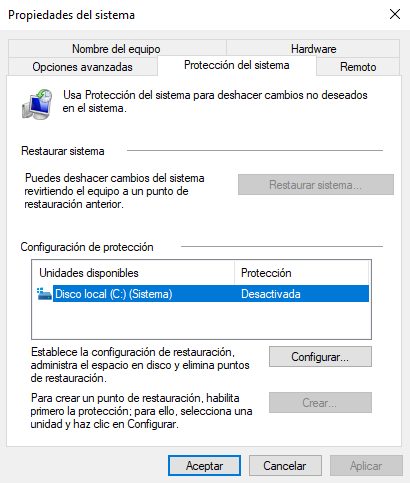 Propiedades del sistema
Nombre del equipo
Hardware
Opciones avanzadas
Protección del sistema
Remoto
Usa Protección del sistema para deshacer cambios no deseados
en el sistema.
Restaurar sistema
Puedes deshacer cambios del sistema
revirtiendo el equipo a un punto de
restauración anterior.
Restaurar sistema...
Configuración de protección
Unidades disponibles
Protección
Disco local (C:) (Sistema)
Desactivada
Establece la configuración de restauración,
administra el espacio en disco y elimina puntos
de restauración.
Configurar...
Para crear un punto de restauración, habilita
primero la protección; para ello, selecciona una
unidad y haz clic en Configurar.
Crear...
Aceptar
Cancelar
Aplicar